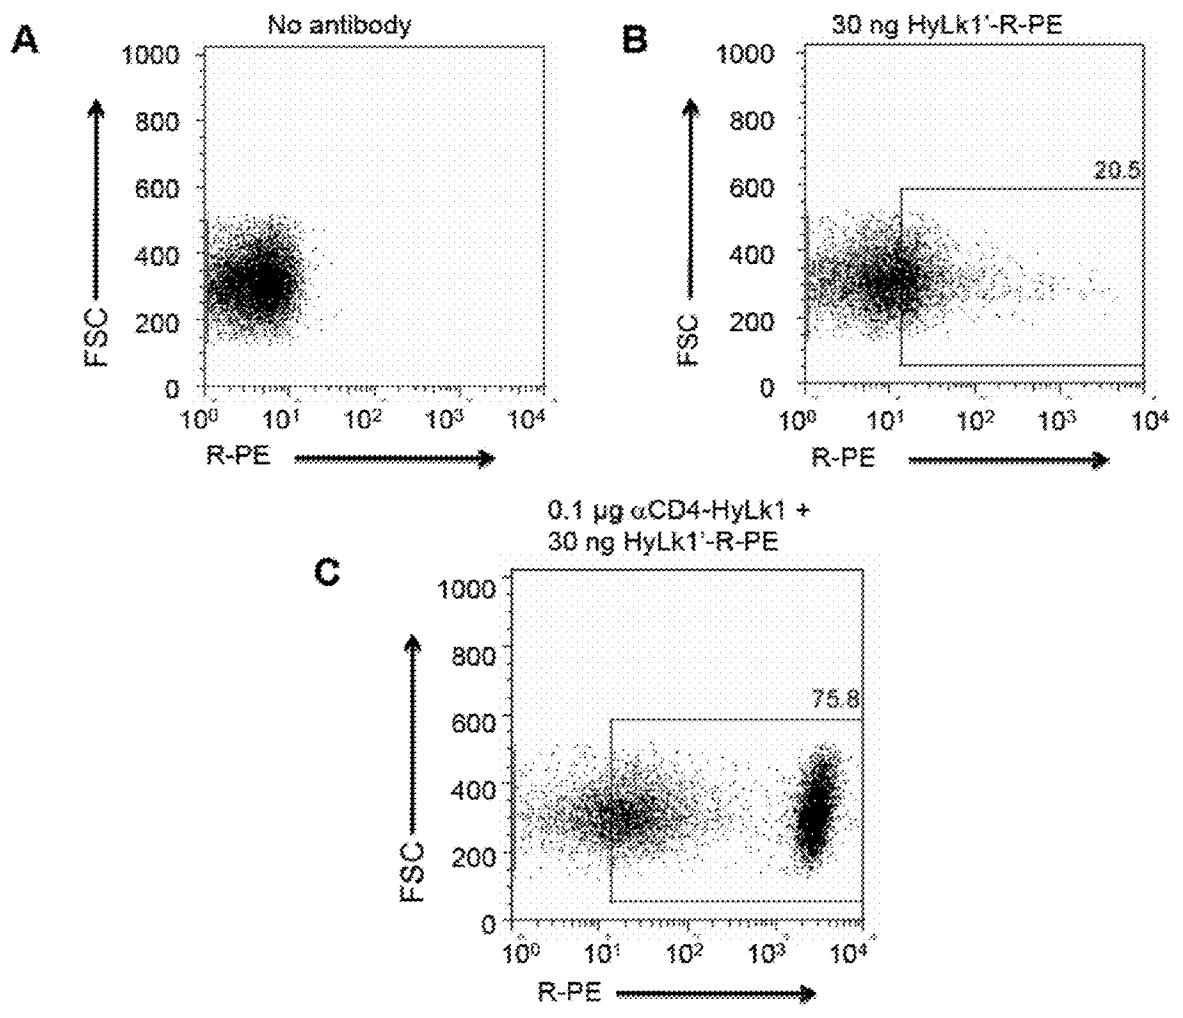 A
No antibody
1000
800
600
400
200
0
FSC
10⁰ 10¹ 10² 10³ 10⁴
R-PE
B
30 ng HyLk1'-R-PE
1000
800
600
400
200
0
FSC
20.5
10⁰ 10¹ 10² 10³ 10⁴
R-PE
C
0.1 µg αCD4-HyLk1 +
30 ng HyLk1'-R-PE
1000
800
600
400
200
0
FSC
75.8
10⁰ 10¹ 10² 10³ 10⁴
R-PE